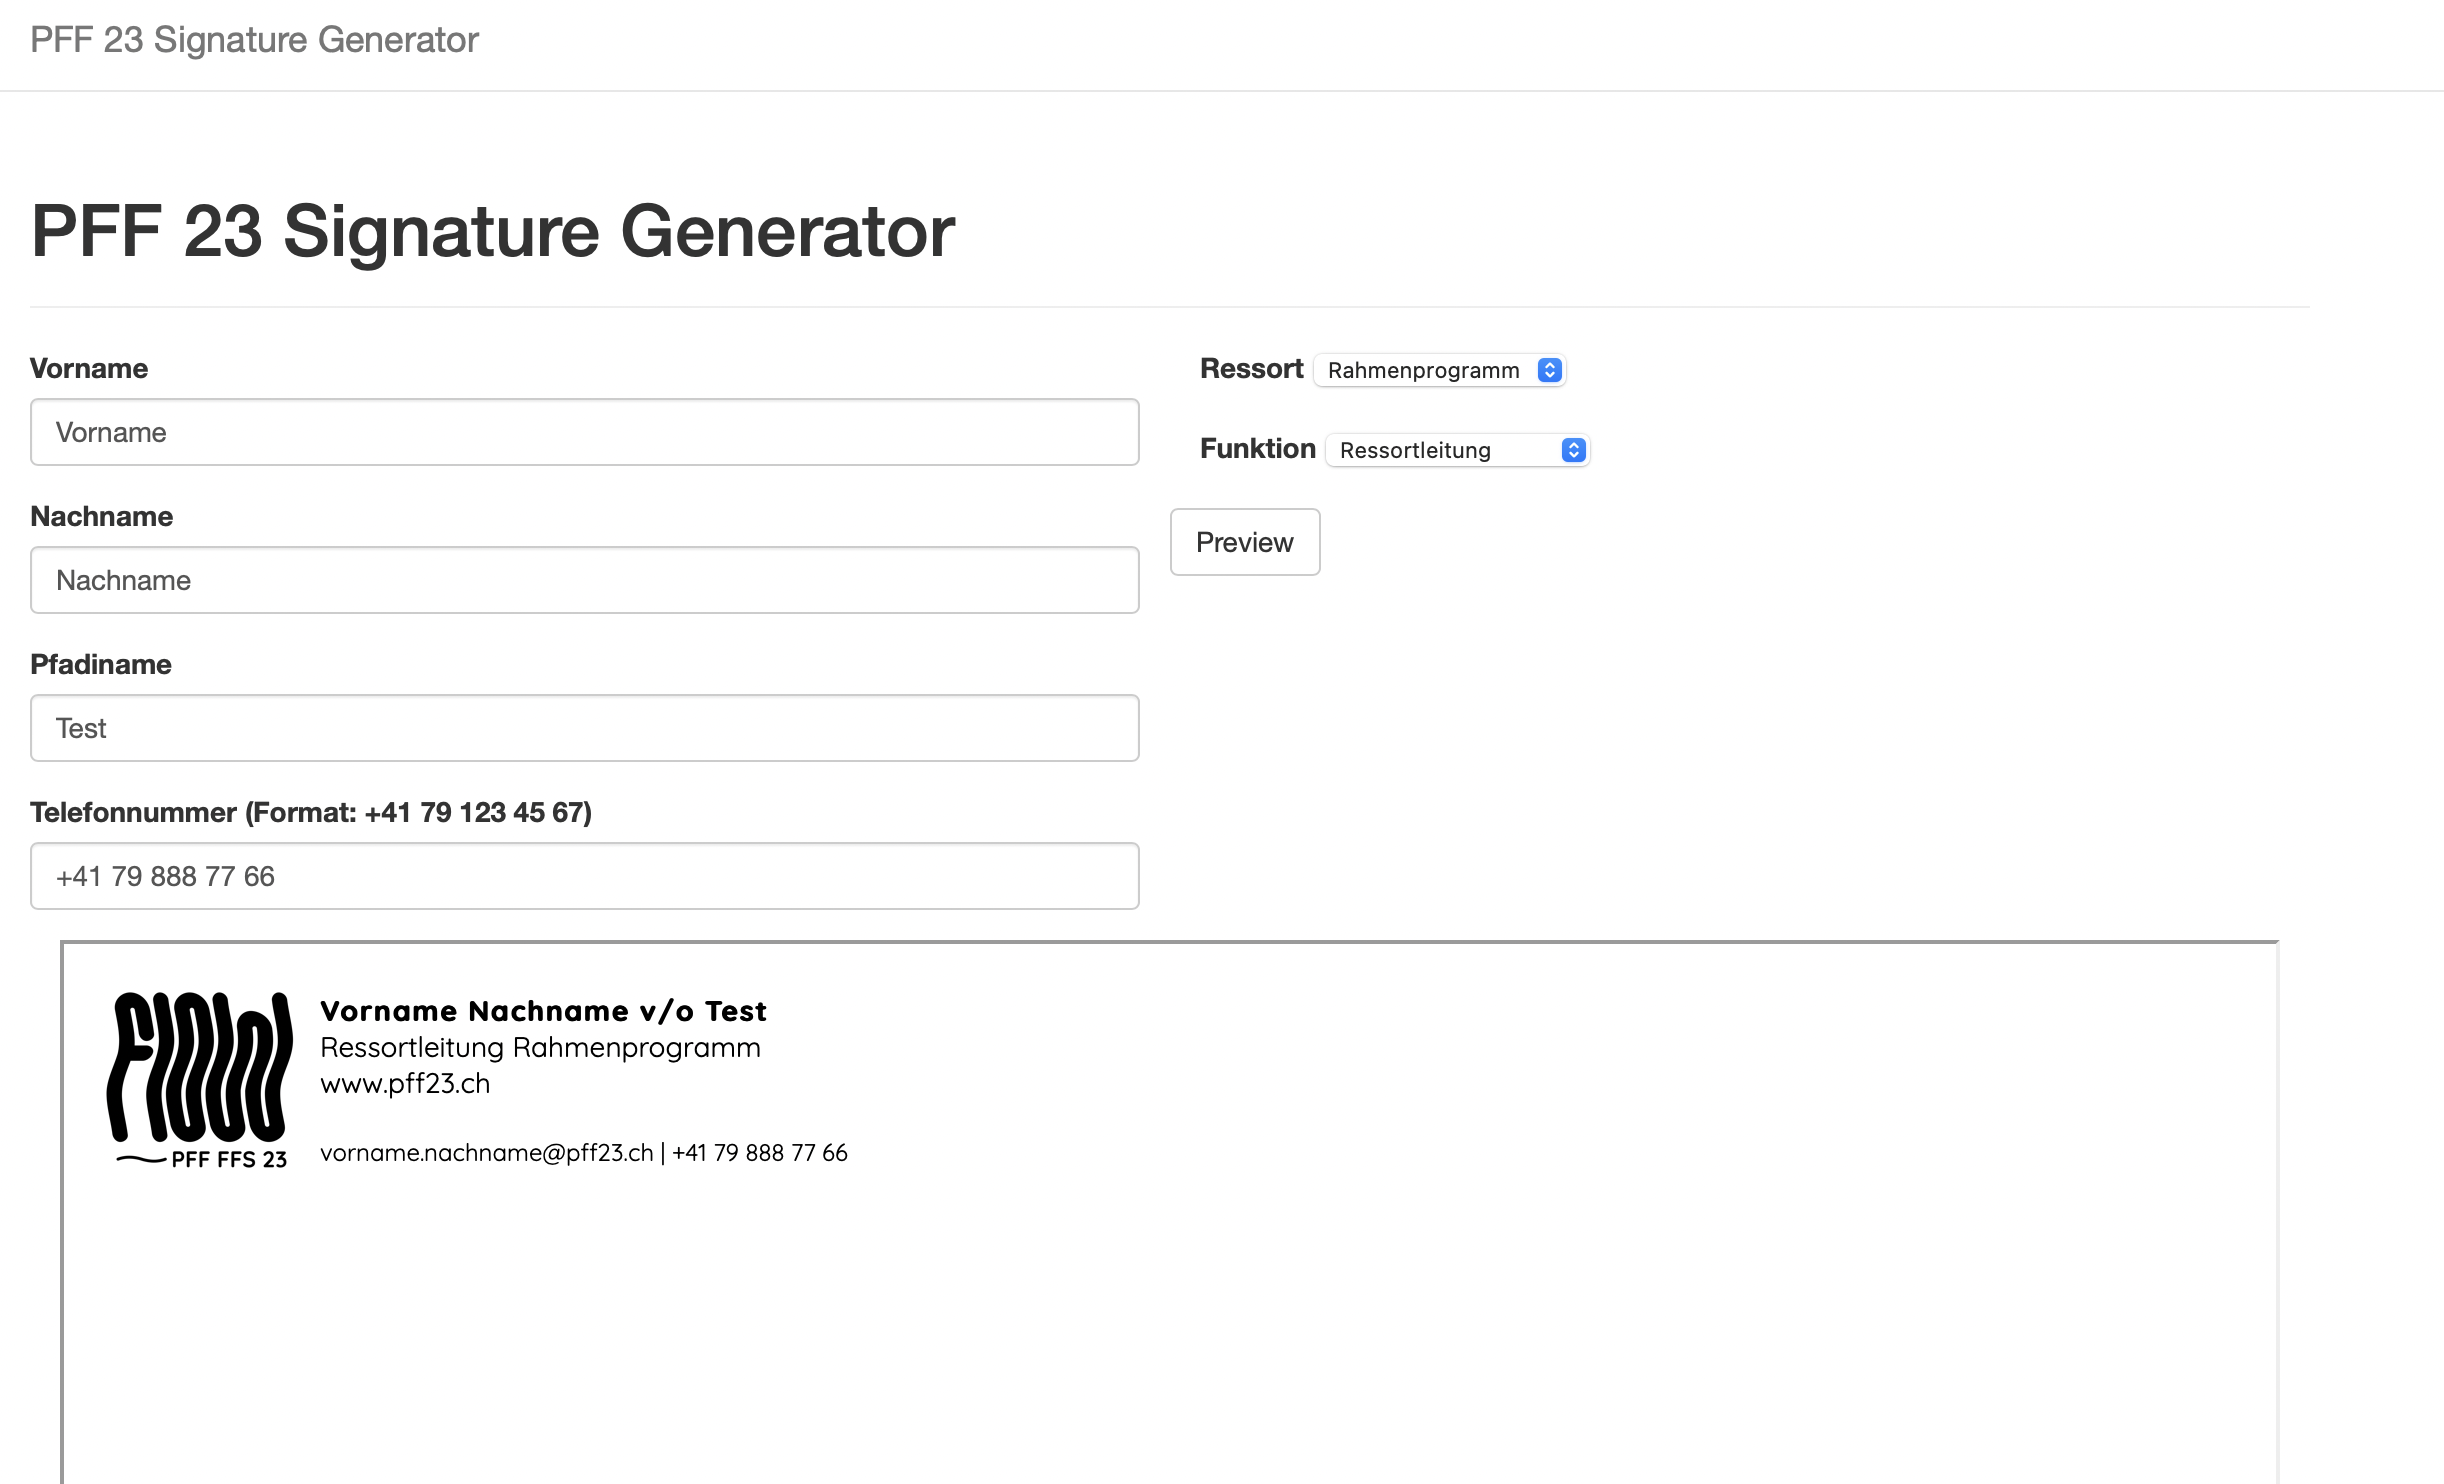 PFF 23 Signature Generator
PFF 23 Signature Generator
Vorname
Vorname
Nachname
Nachname
Pfadiname
Test
Telefonnummer (Format: +41 79 123 45 67)
+41 79 888 77 66
Ressort Rahmenprogramm
Funktion Ressortleitung
Preview
PFF FFS 23
Vorname Nachname v/o Test
Ressortleitung Rahmenprogramm
www.pff23.ch
vorname.nachname@pff23.ch | +41 79 888 77 66